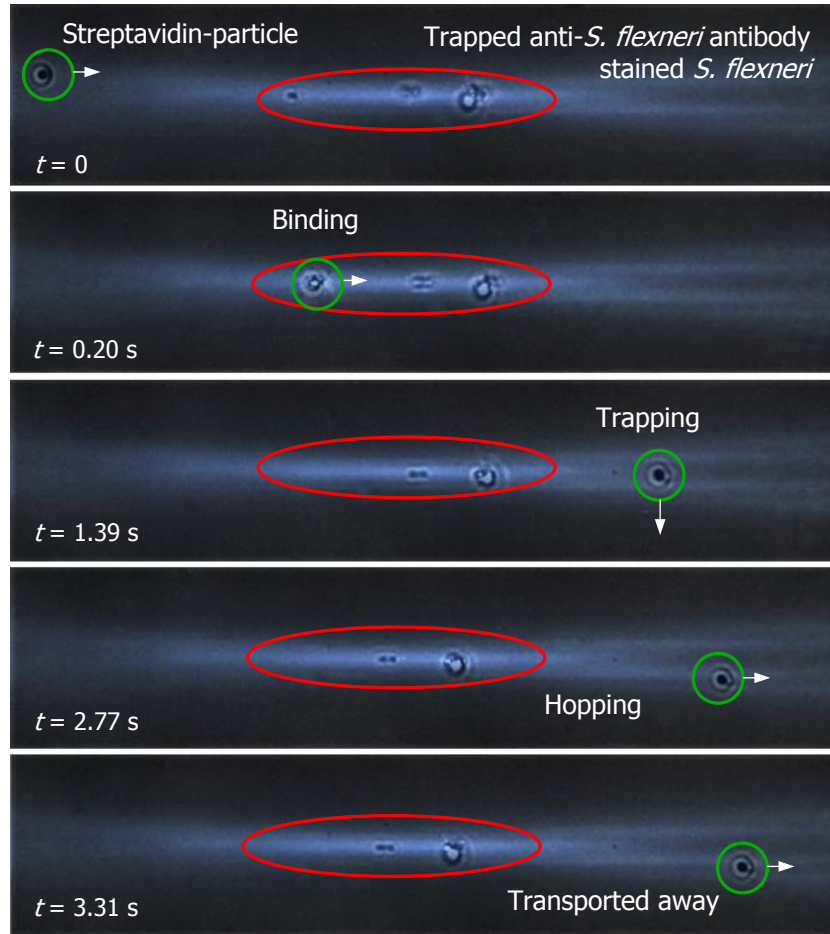 Streptavidin-particle
Trapped anti-S. flexneri antibody
stained S. flexneri
t = 0
Binding
t = 0.20 s
Trapping
t = 1.39 s
Hopping
t = 2.77 s
Transported away
t = 3.31 s